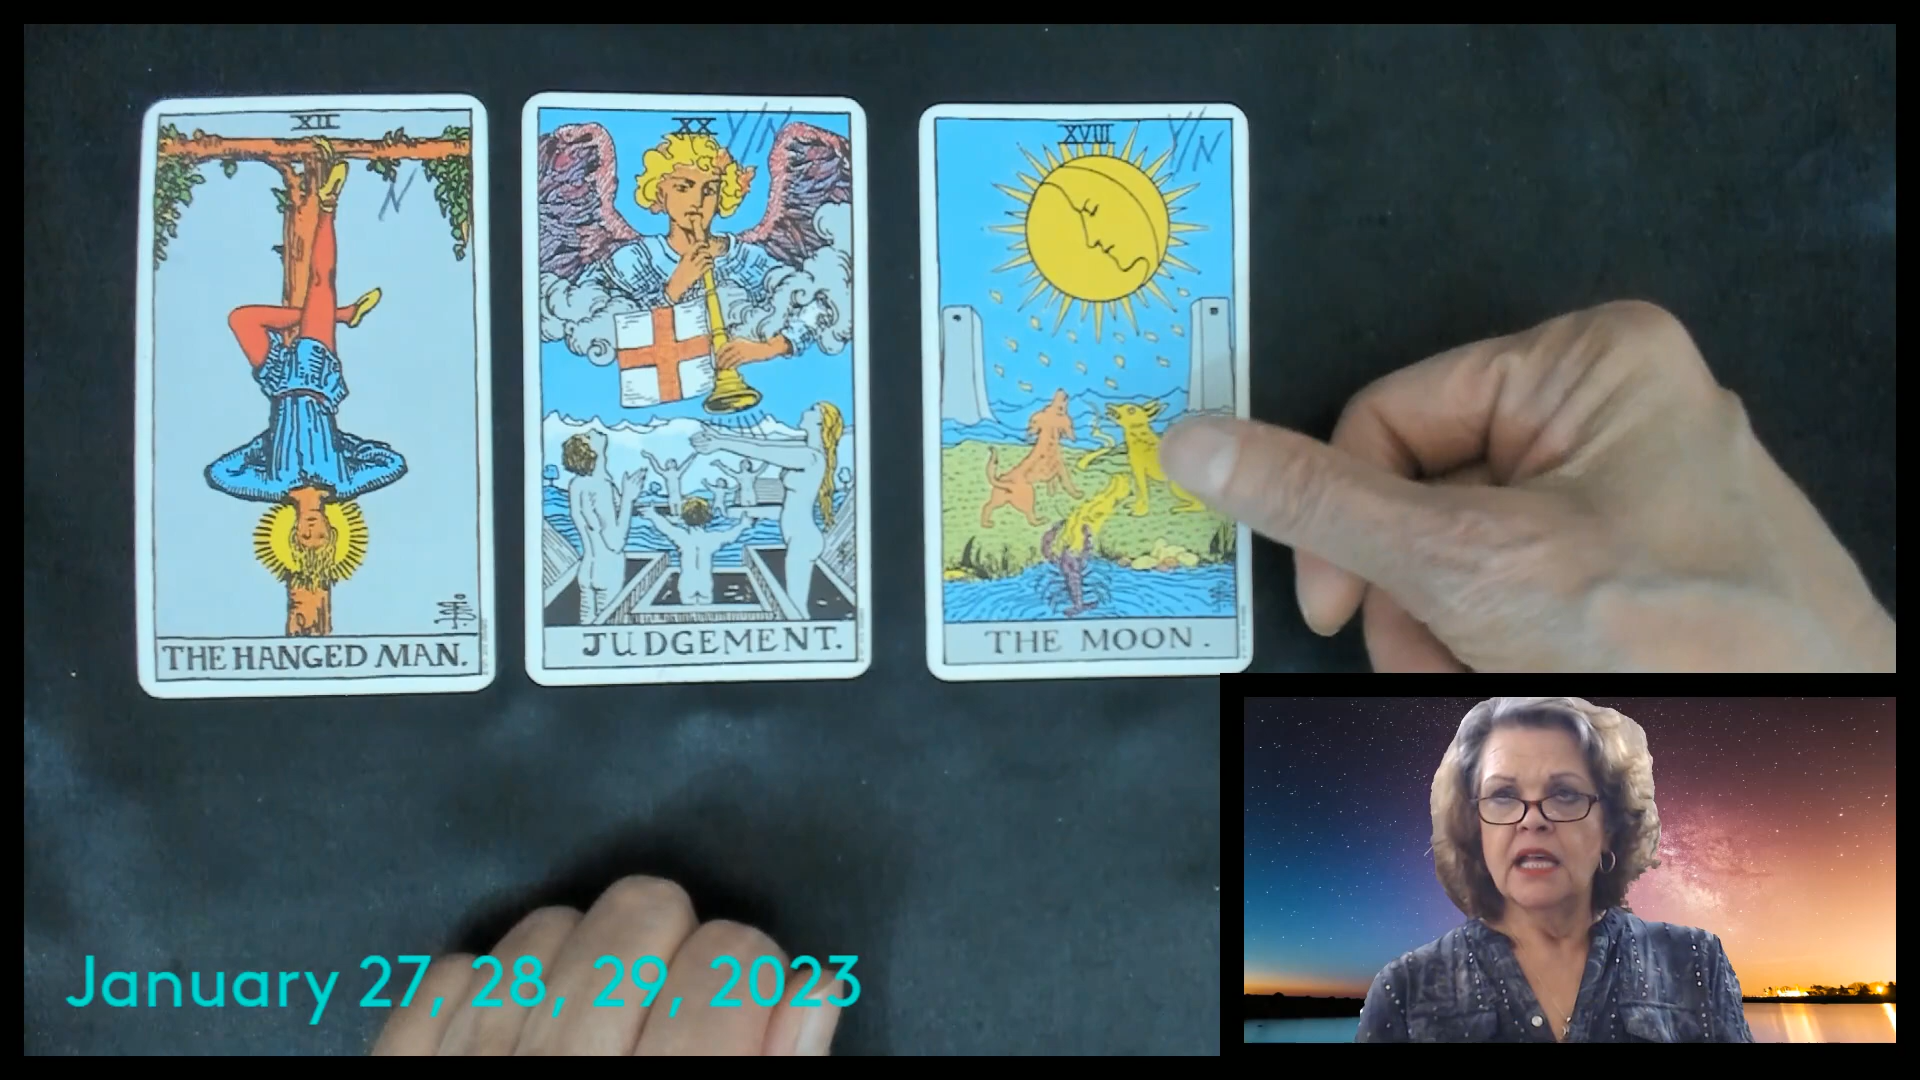 XII
N
THE HANGED MAN.
XX Y/N
JUDGEMENT.
XVIII Y/N
THE MOON.
January 27, 28, 29, 2023